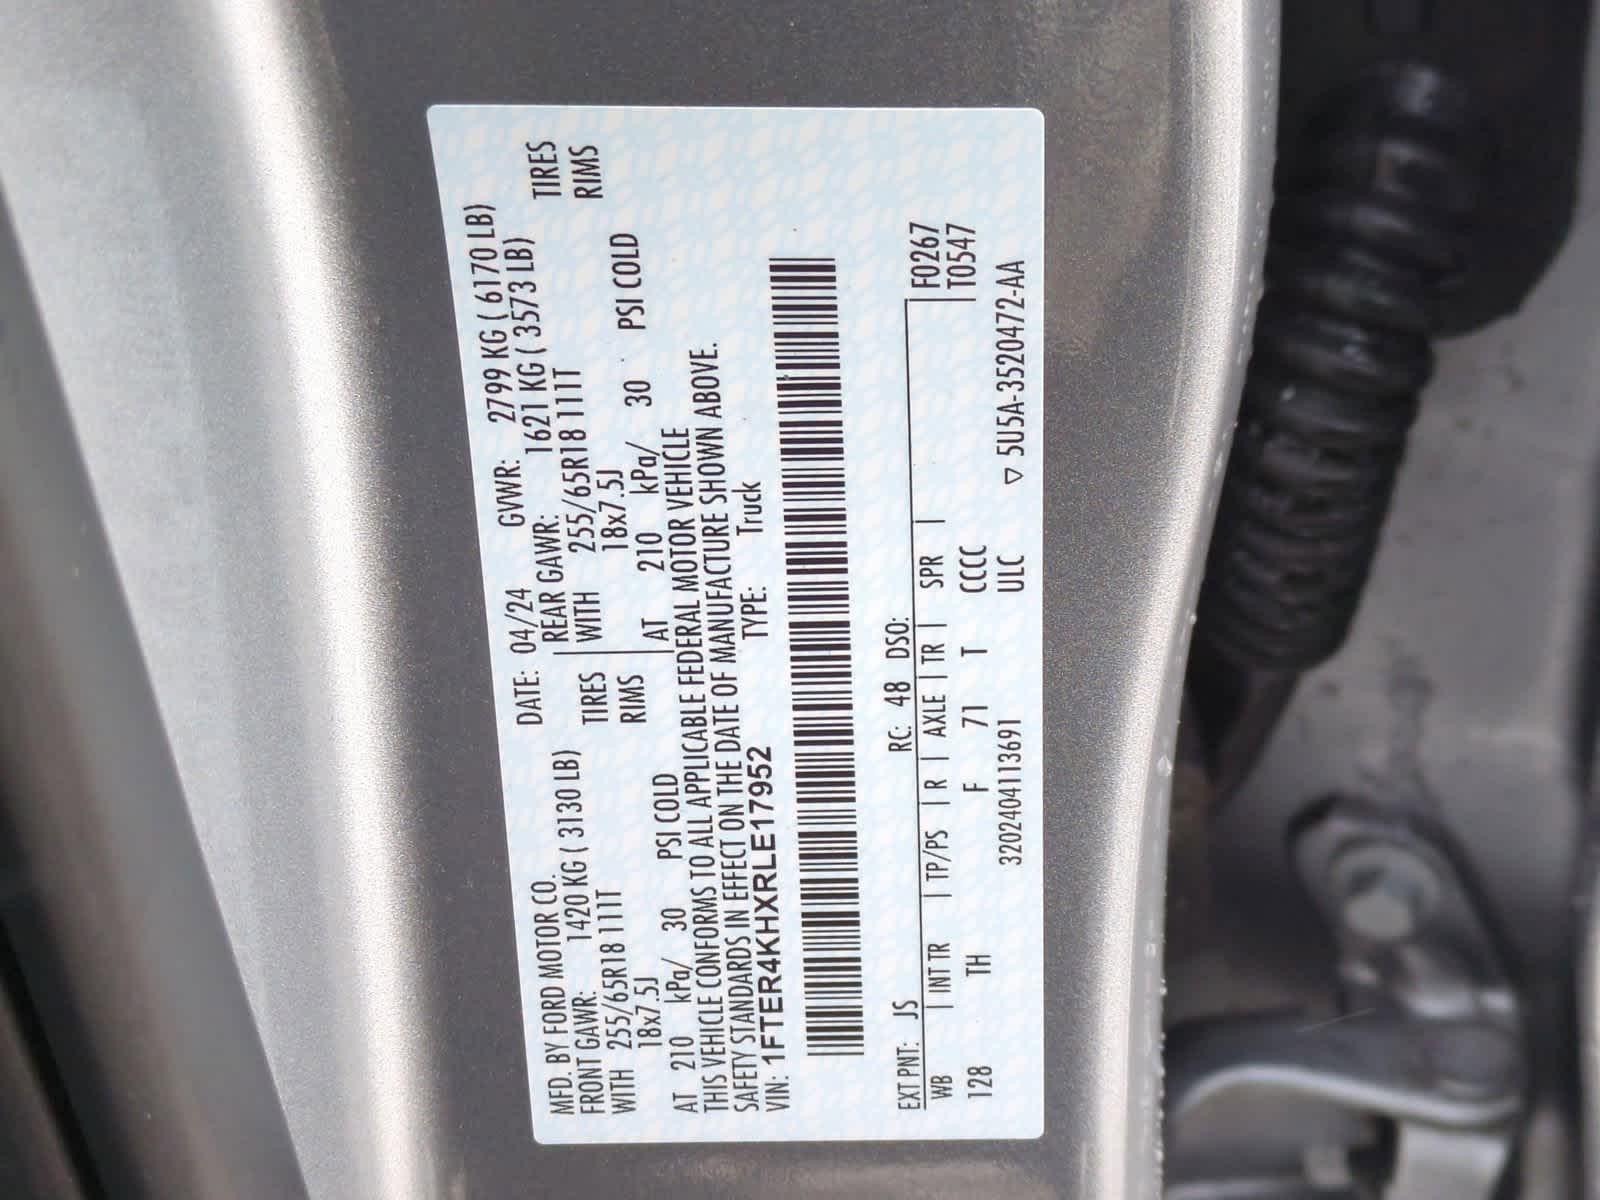 MFD. BY FORD MOTOR CO. DATE: 04/24 GVWR: 2799 KG ( 6170 LB)
FRONT GAWR: 1420 KG ( 3130 LB) REAR GAWR: 1621 KG ( 3573 LB)
WITH 255/65R18 111T TIRES WITH 255/65R18 111T TIRES
18x7.5J RIMS 18x7.5J RIMS
AT 210 kPa/ 30 PSI COLD AT 210 kPa/ 30 PSI COLD
THIS VEHICLE CONFORMS TO ALL APPLICABLE FEDERAL MOTOR VEHICLE
SAFETY STANDARDS IN EFFECT ON THE DATE OF MANUFACTURE SHOWN ABOVE.
VIN: 1FTER4KHXRLE17952 TYPE: Truck
EXT PNT: JS RC: 48 DSO: F0267
WB | INT TR | TP/PS | R | AXLE | TR | SPR | T0547
128 TH F 71 T CCCC
3202404113691 ULC ▽ 5U5A-3520472-AA